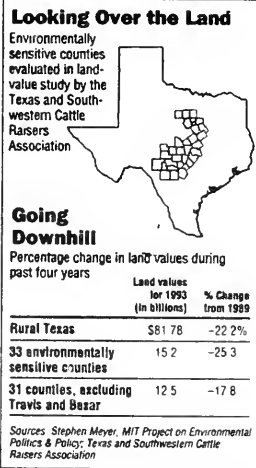 Looking Over the Land
Environmentally
sensitive counties
evaluated in land-
value study by the
Texas and South-
western Cattle
Raisers
Association
Going
Downhill
Percentage change in land values during
past four years
Land values
for 1993 % Change
(in billions) from 1989
Rural Texas $81 78 -22 2%
33 environmentally 15 2 -25 3
sensitive counties
31 counties, excluding 12 5 -17 8
Travis and Bexar
Sources Stephen Meyer, MIT Project on Environmental
Politics & Policy; Texas and Southwestern Cattle
Raisers Association